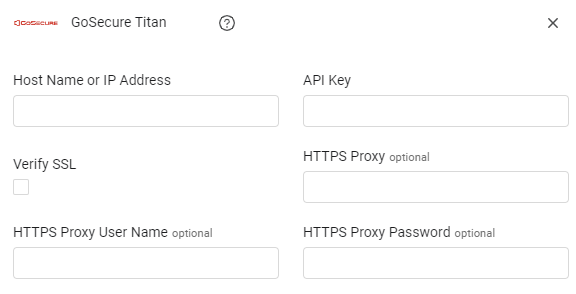 GOSECURE GoSecure Titan ?
Host Name or IP Address
API Key
Verify SSL
HTTPS Proxy optional
HTTPS Proxy User Name optional
HTTPS Proxy Password optional